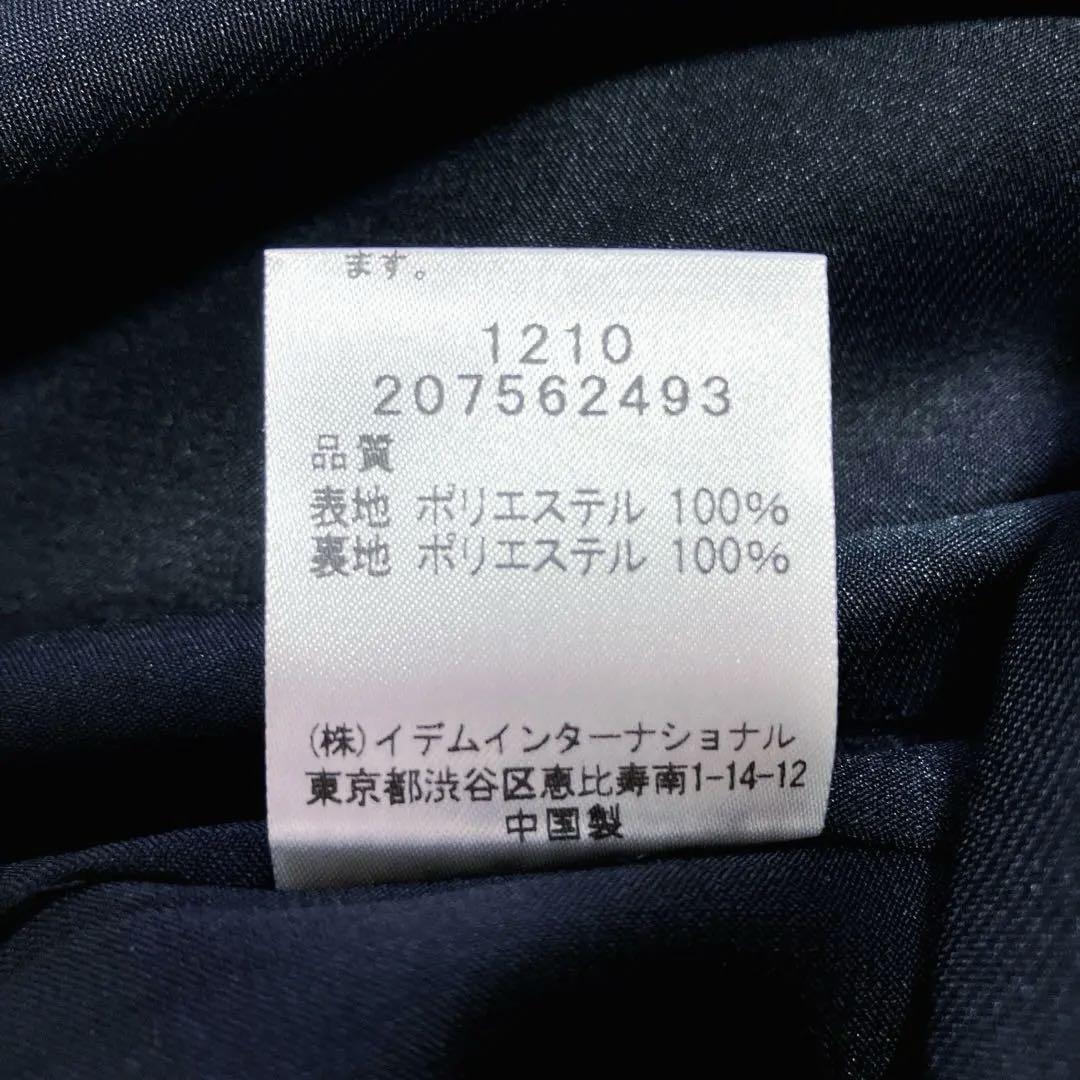 ます。
1210
207562493
品質
表地 ポリエステル 100%
裏地 ポリエステル 100%
(株)イデムインターナショナル
東京都渋谷区恵比寿南1-14-12
中国製